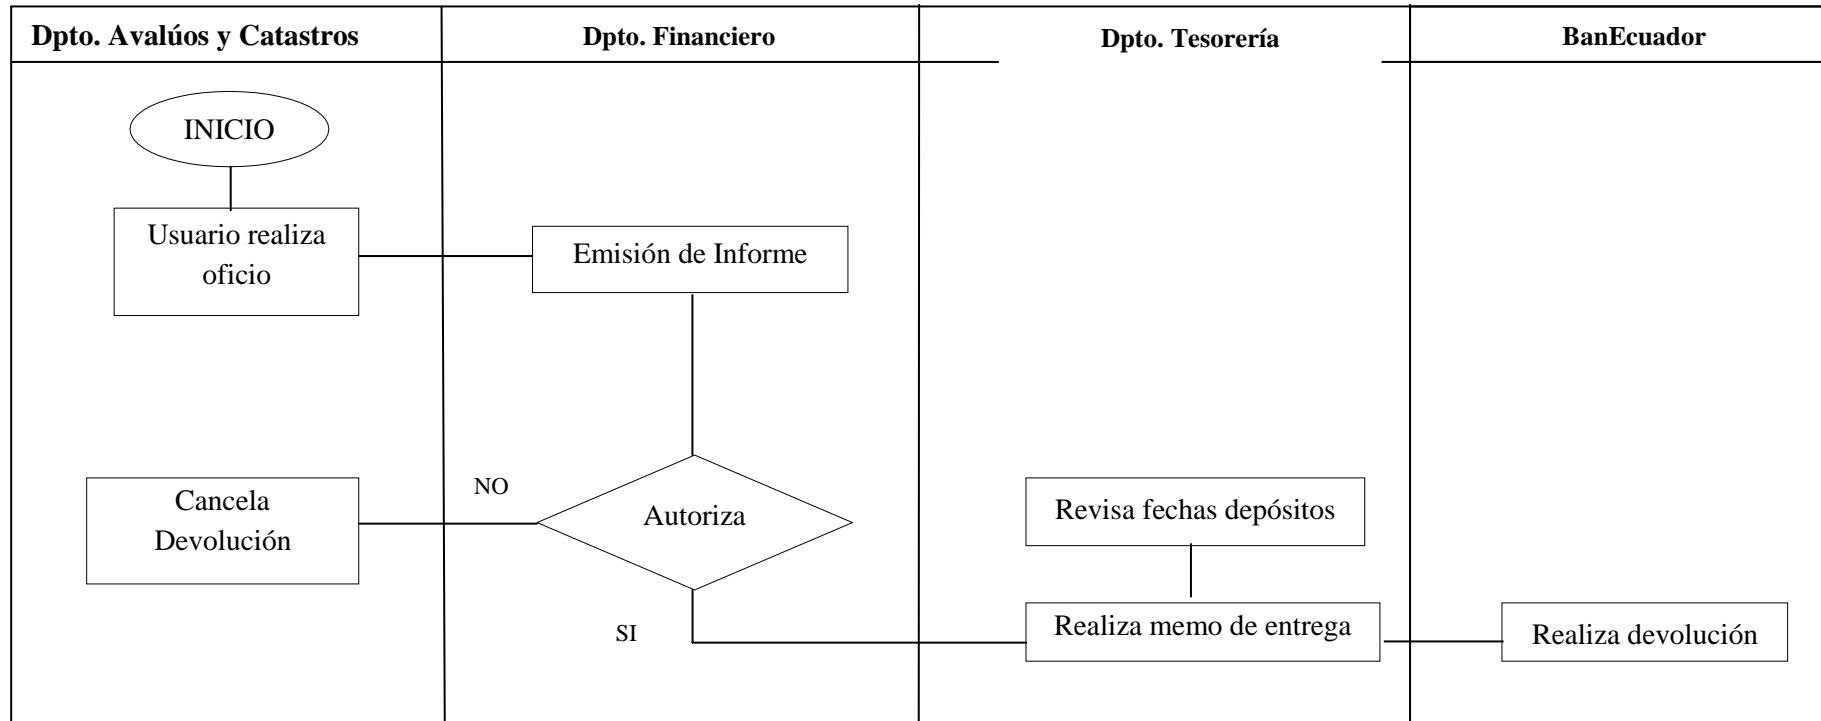 Dpto. Avalúos y Catastros
Dpto. Financiero
Dpto. Tesorería
BanEcuador
INICIO
Usuario realiza
oficio
Emisión de Informe
Cancela
Devolución
NO
Autoriza
Revisa fechas depósitos
SI
Realiza memo de entrega
Realiza devolución